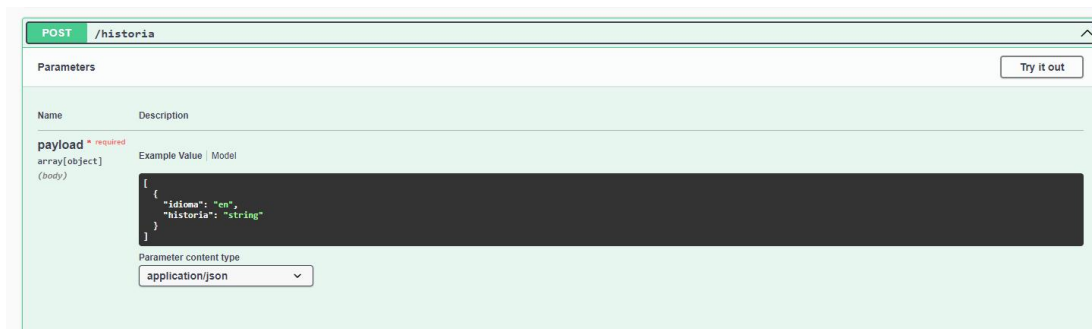 POST /historia
Parameters
Try it out
Name Description
payload * required
array[object]
(body)
Example Value | Model
[
{
"idioma": "en",
"historia": "string"
}
]
Parameter content type
application/json